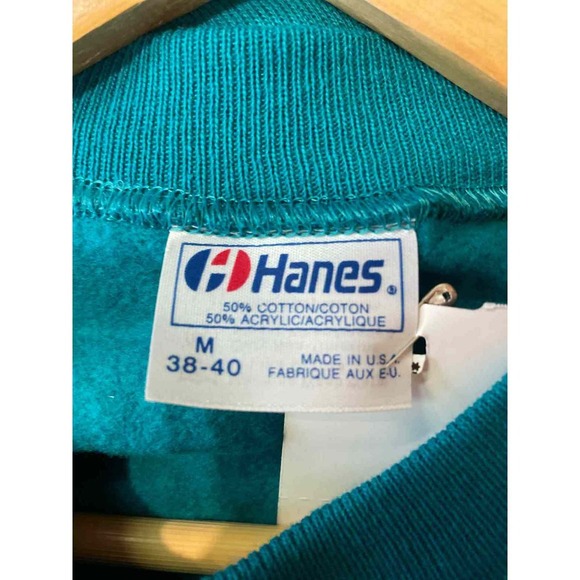 Hanes®
50% COTTON/COTON
50% ACRYLIC/ACRYLIQUE
M
38-40
MADE IN U.S.A.
FABRIQUE AUX E-U.